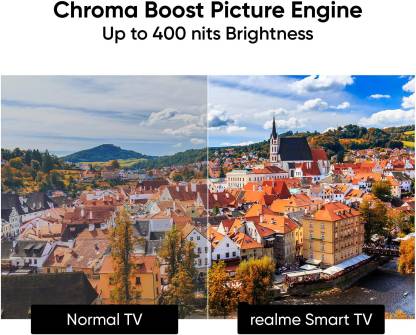 Chroma Boost Picture Engine
Up to 400 nits Brightness
Normal TV
realme Smart TV